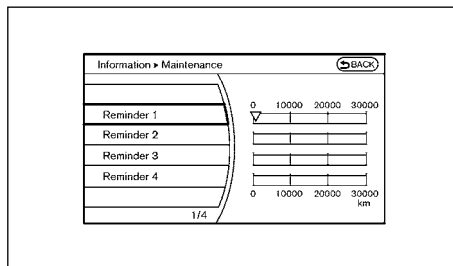 Information ▸ Maintenance BACK
0 10000 20000 30000
Reminder 1
Reminder 2
Reminder 3
Reminder 4
0 10000 20000 30000
km
1/4